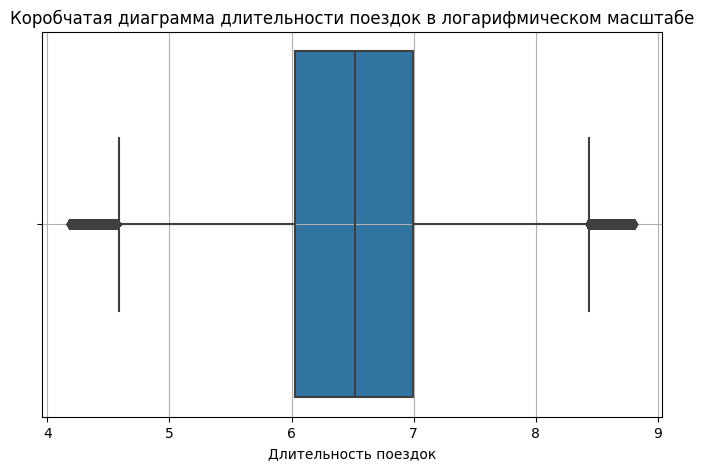 Коробчатая диаграмма длительности поездок в логарифмическом масштабе
4 5 6 7 8 9
Длительность поездок